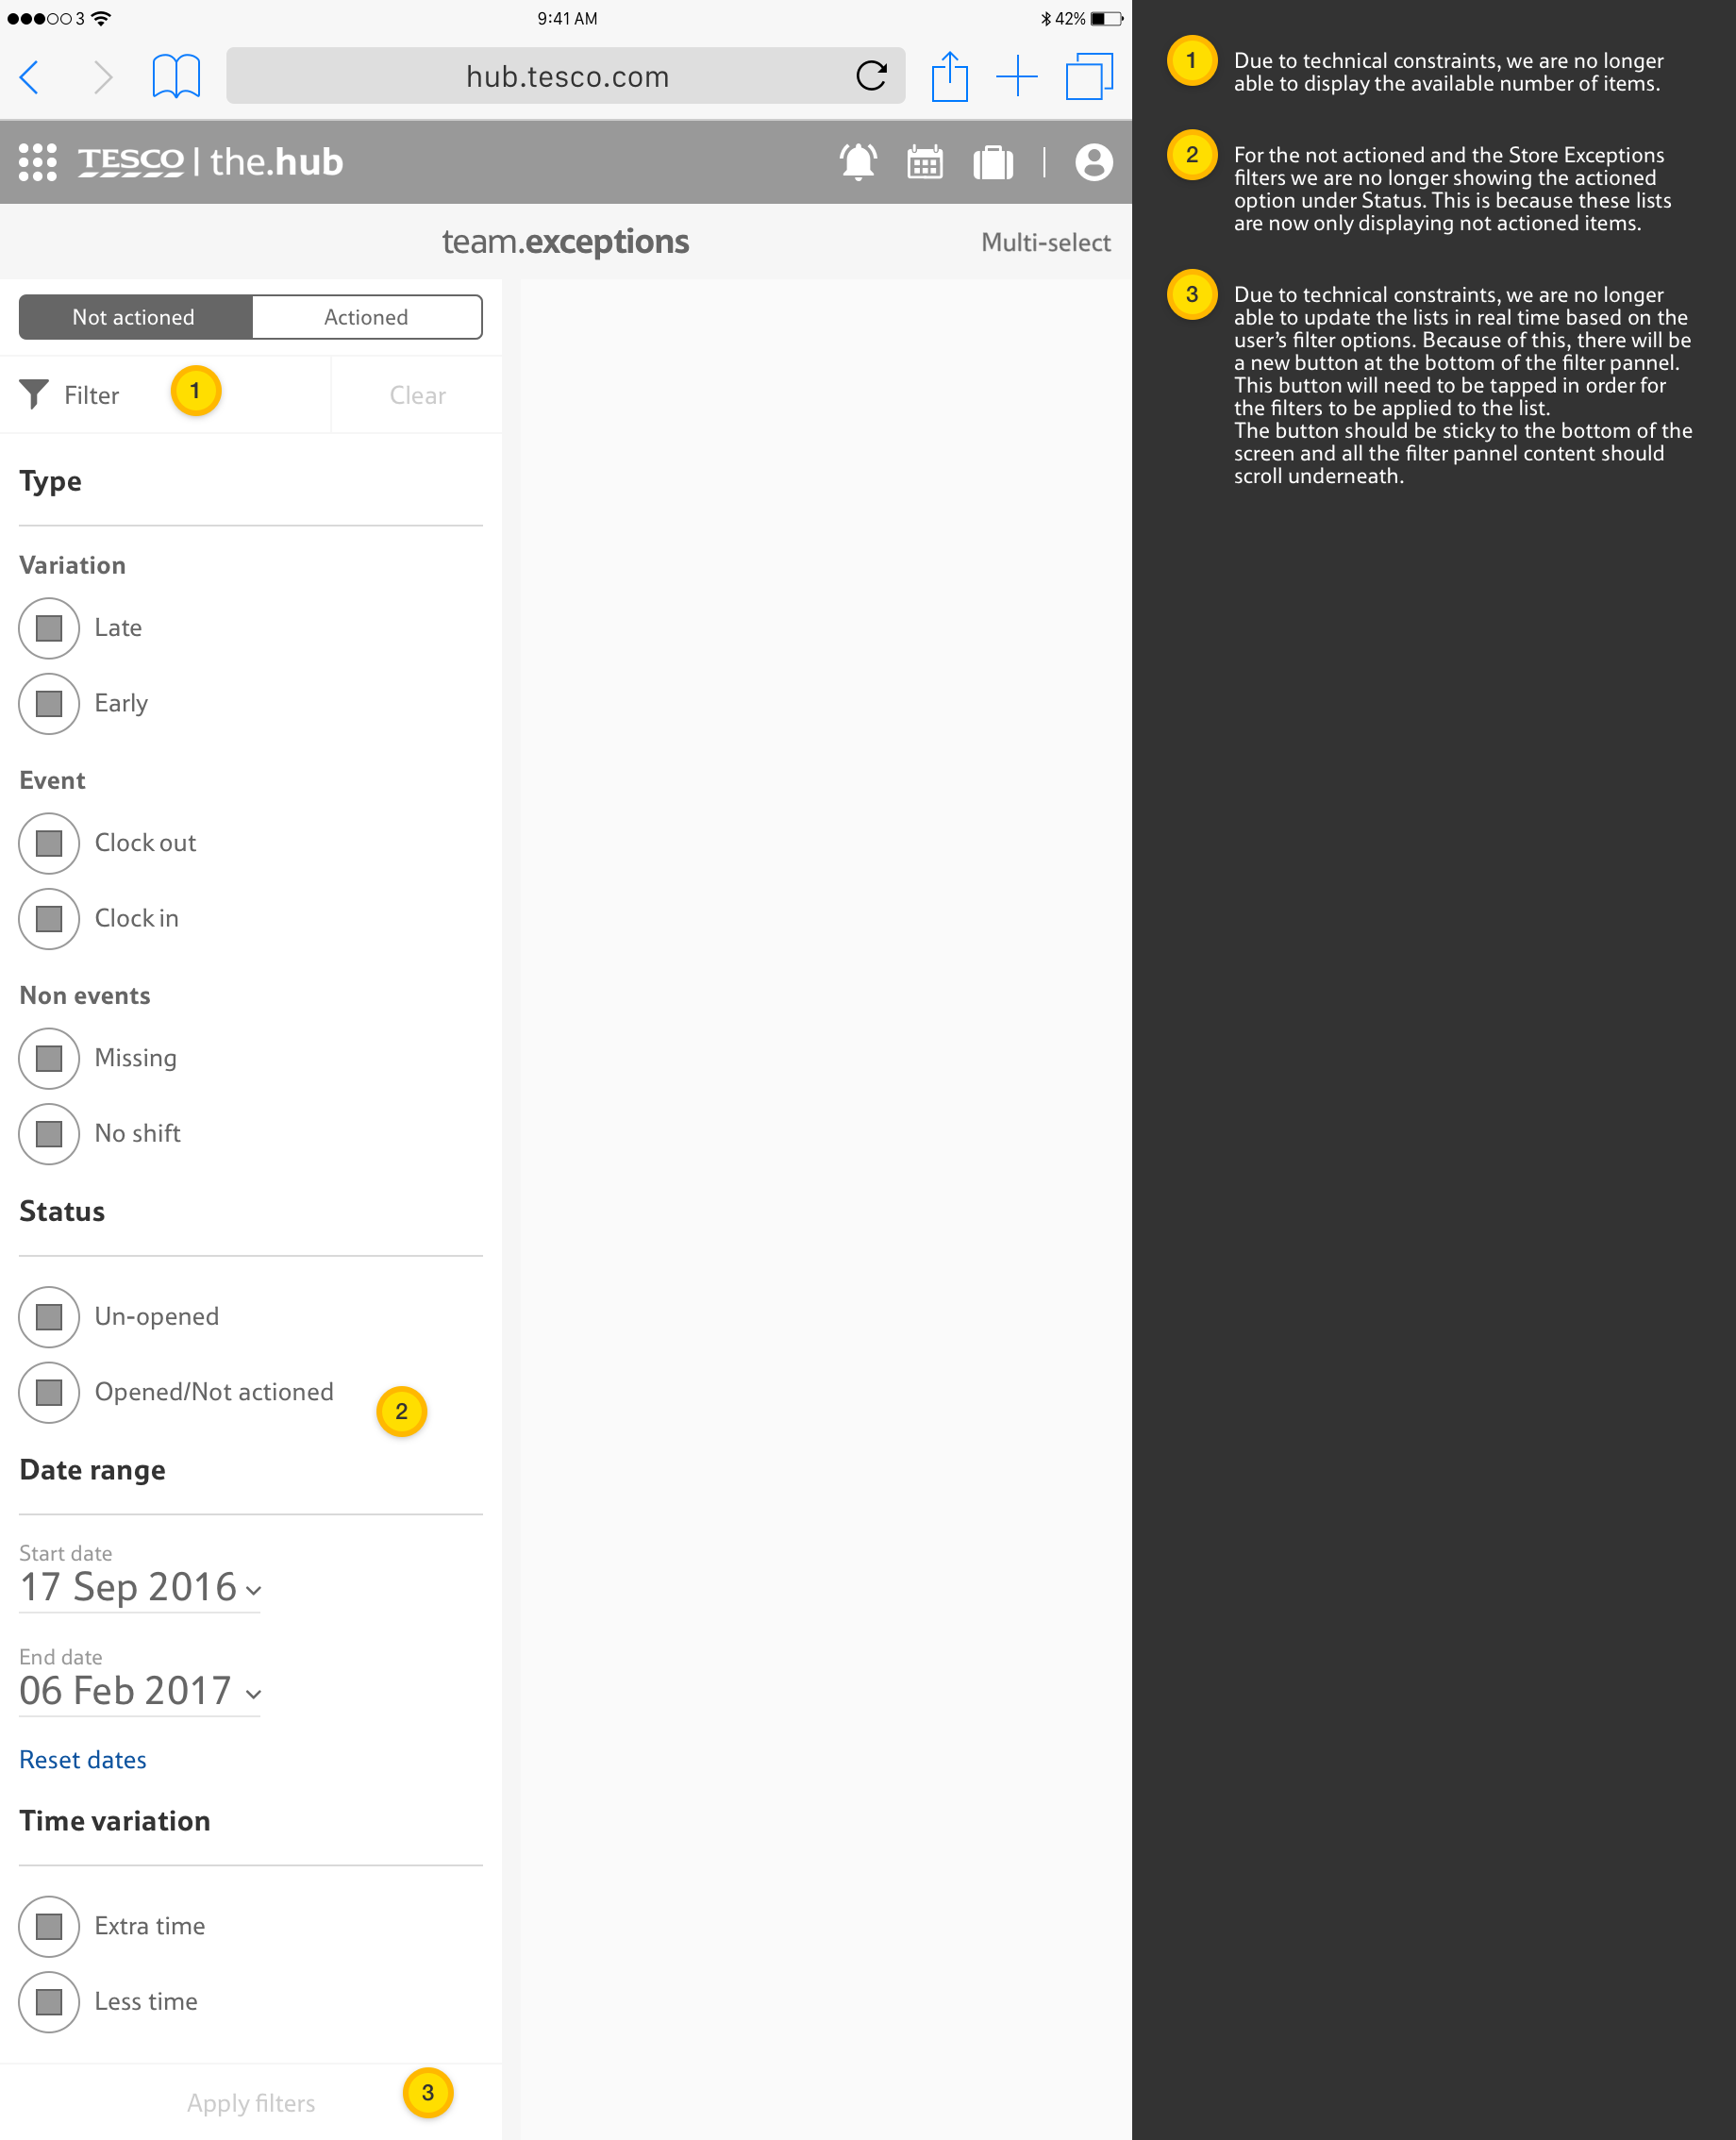 3
9:41 AM
42%
hub.tesco.com
TESCO | the.hub
team.exceptions
Multi-select
Not actioned
Actioned
Filter
1
Clear
Type
Variation
Late
Early
Event
Clock out
Clock in
Non events
Missing
No shift
Status
Un-opened
Opened/Not actioned
2
Date range
Start date
17 Sep 2016
End date
06 Feb 2017
Reset dates
Time variation
Extra time
Less time
Apply filters
3
1
Due to technical constraints, we are no longer
able to display the available number of items.
2
For the not actioned and the Store Exceptions
filters we are no longer showing the actioned
option under Status. This is because these lists
are now only displaying not actioned items.
3
Due to technical constraints, we are no longer
able to update the lists in real time based on the
user’s filter options. Because of this, there will be
a new button at the bottom of the filter pannel.
This button will need to be tapped in order for
the filters to be applied to the list.
The button should be sticky to the bottom of the
screen and all the filter pannel content should
scroll underneath.